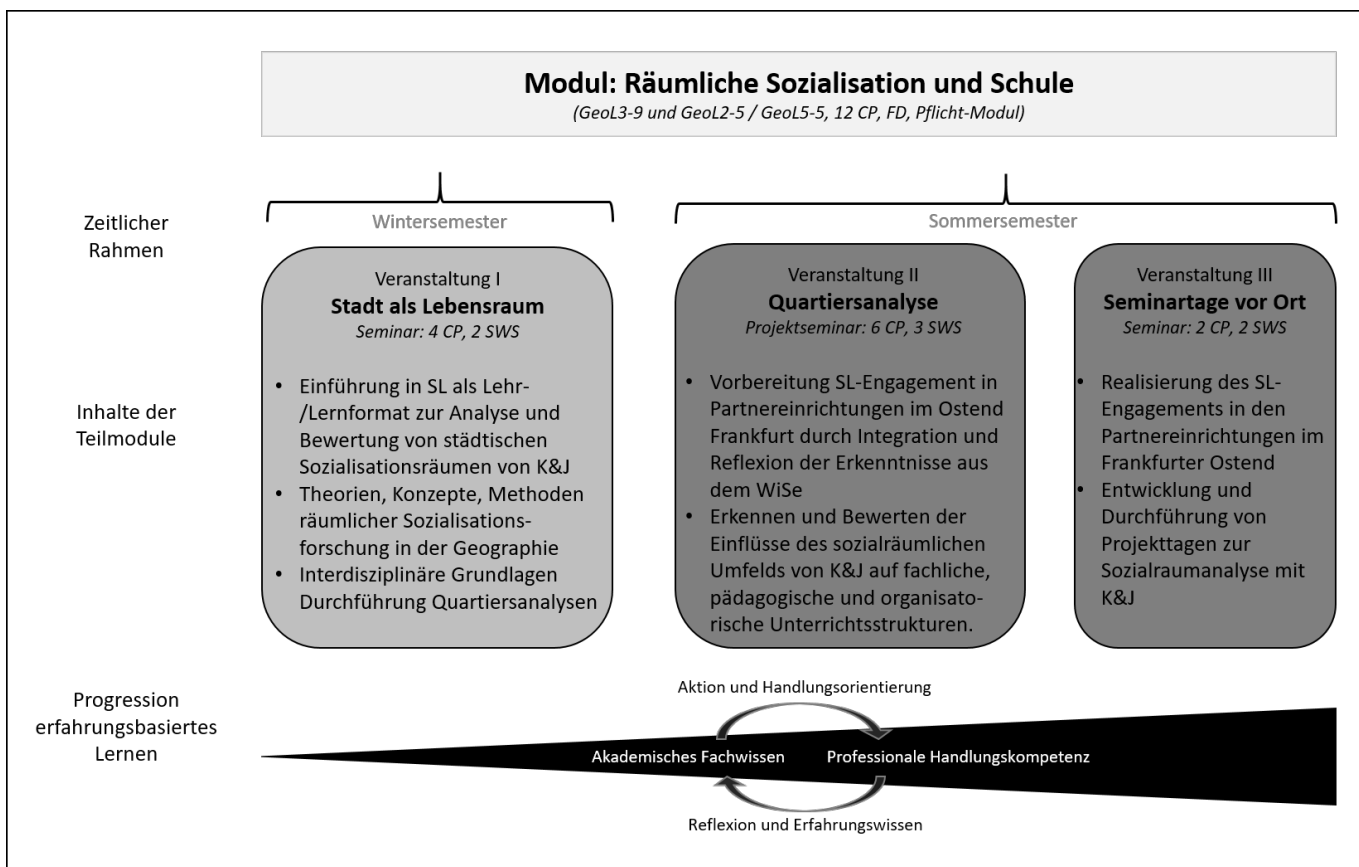 Modul: Räumliche Sozialisation und Schule
(GeoL3-9 und GeoL2-5 / GeoL5-5, 12 CP, FD, Pflicht-Modul)
Zeitlicher
Rahmen
Wintersemester
Sommersemester
Inhalte der
Teilmodule
Veranstaltung I
Stadt als Lebensraum
Seminar: 4 CP, 2 SWS
• Einführung in SL als Lehr-
/Lernformat zur Analyse und
Bewertung von städtischen
Sozialisationsräumen von K&J
• Theorien, Konzepte, Methoden
räumlicher Sozialisations-
forschung in der Geographie
• Interdisziplinäre Grundlagen
Durchführung Quartiersanalysen
Veranstaltung II
Quartiersanalyse
Projektseminar: 6 CP, 3 SWS
• Vorbereitung SL-Engagement in
Partnereinrichtungen im Ostend
Frankfurt durch Integration und
Reflexion der Erkenntnisse aus
dem WiSe
• Erkennen und Bewerten der
Einflüsse des sozialräumlichen
Umfelds von K&J auf fachliche,
pädagogische und organisato-
rische Unterrichtsstrukturen.
Veranstaltung III
Seminartage vor Ort
Seminar: 2 CP, 2 SWS
• Realisierung des SL-
Engagements in den
Partnereinrichtungen im
Frankfurter Ostend
• Entwicklung und
Durchführung von
Projekttagen zur
Sozialraumanalyse mit
K&J
Progression
erfahrungsbasiertes
Lernen
Aktion und Handlungsorientierung
Akademisches Fachwissen
Professionale Handlungskompetenz
Reflexion und Erfahrungswissen